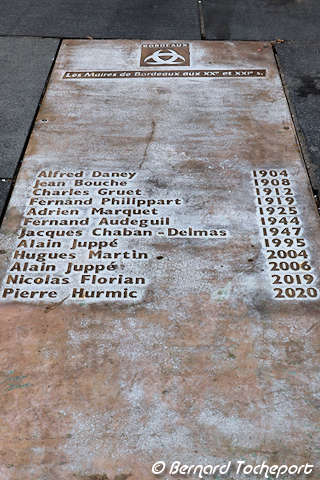 BORDEAUX
Les Maires de Bordeaux aux XXe et XXIe s.
Alfred Daney 1904
Jean Bouche 1908
Charles Gruet 1912
Fernand Philippart 1919
Adrien Marquet 1925
Fernand Audeguil 1944
Jacques Chaban-Delmas 1947
Alain Juppé 1995
Hugues Martin 2004
Alain Juppé 2006
Nicolas Florian 2019
Pierre Hurmic 2020
© Bernard Tocheport